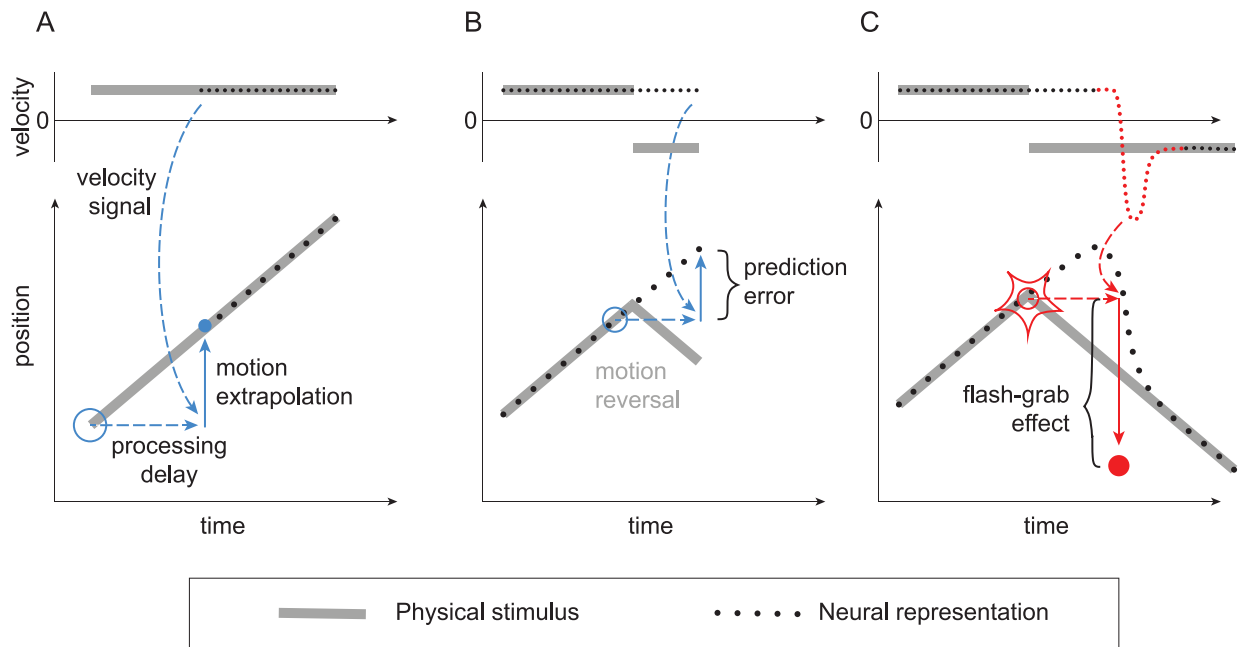 A
B
C
velocity
0
0
0
velocity
signal
position
motion
extrapolation
processing
delay
time
prediction
error
motion
reversal
time
flash-grab
effect
time
Physical stimulus
Neural representation